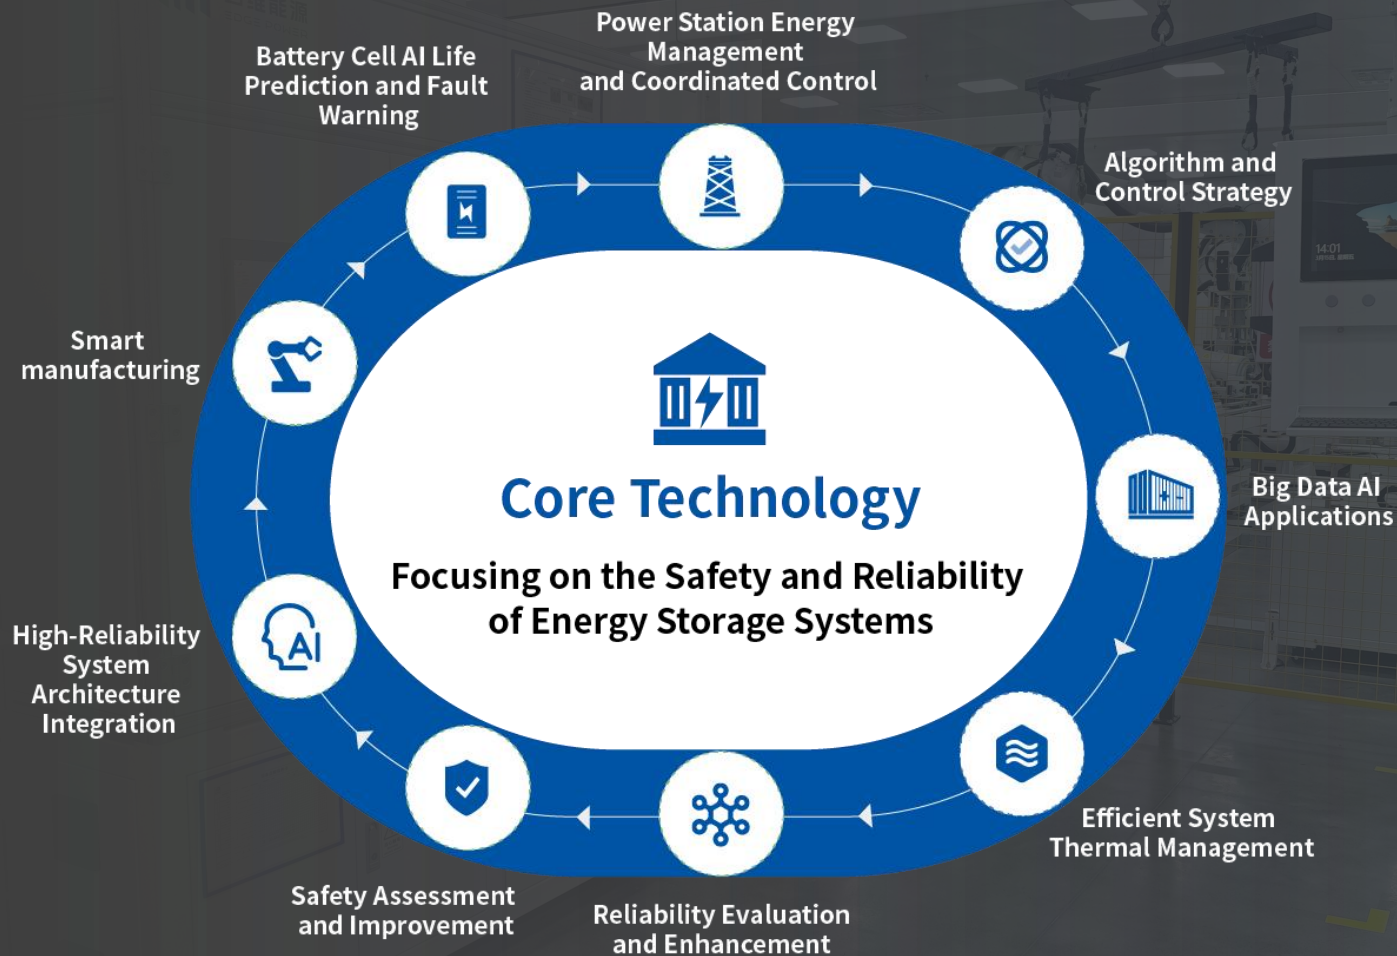 Power Station Energy
Management
and Coordinated Control
Battery Cell AI Life
Prediction and Fault
Warning
Algorithm and
Control Strategy
14:01
Smart
manufacturing
Big Data AI
Applications
Core Technology
Focusing on the Safety and Reliability
of Energy Storage Systems
High-Reliability
System
Architecture
Integration
AI
Efficient System
Thermal Management
Safety Assessment
and Improvement
Reliability Evaluation
and Enhancement